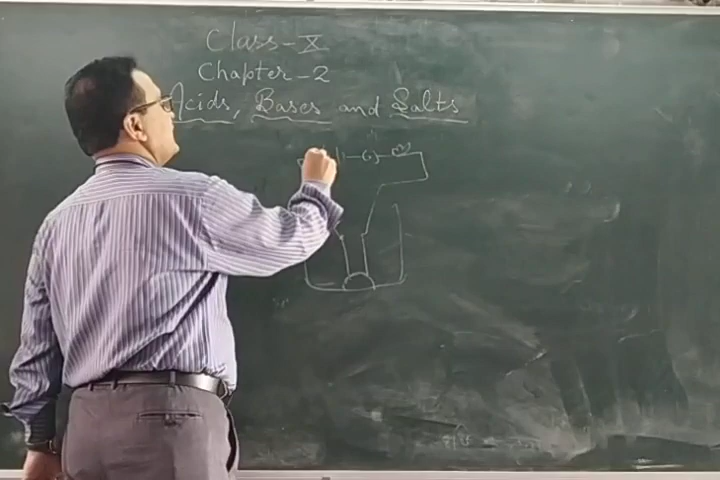 Class-X
Chapter-2
Acids, Bases and Salts